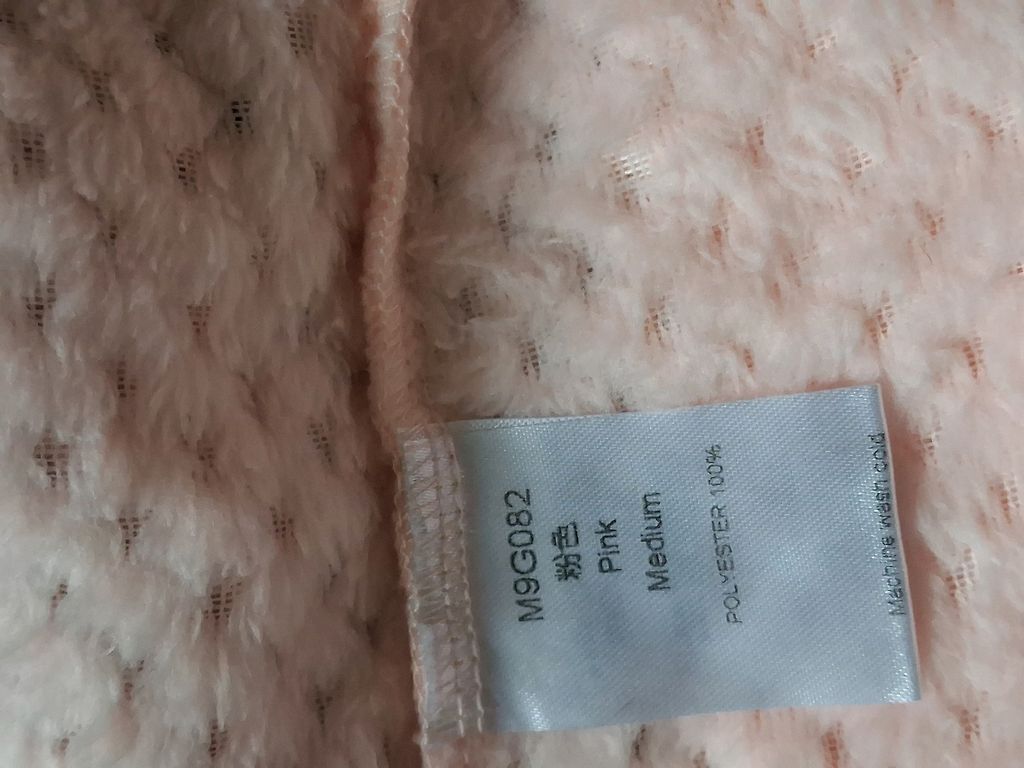 M9G082
粉色
Pink
Medium
POLYESTER 100%
Machine wash cold